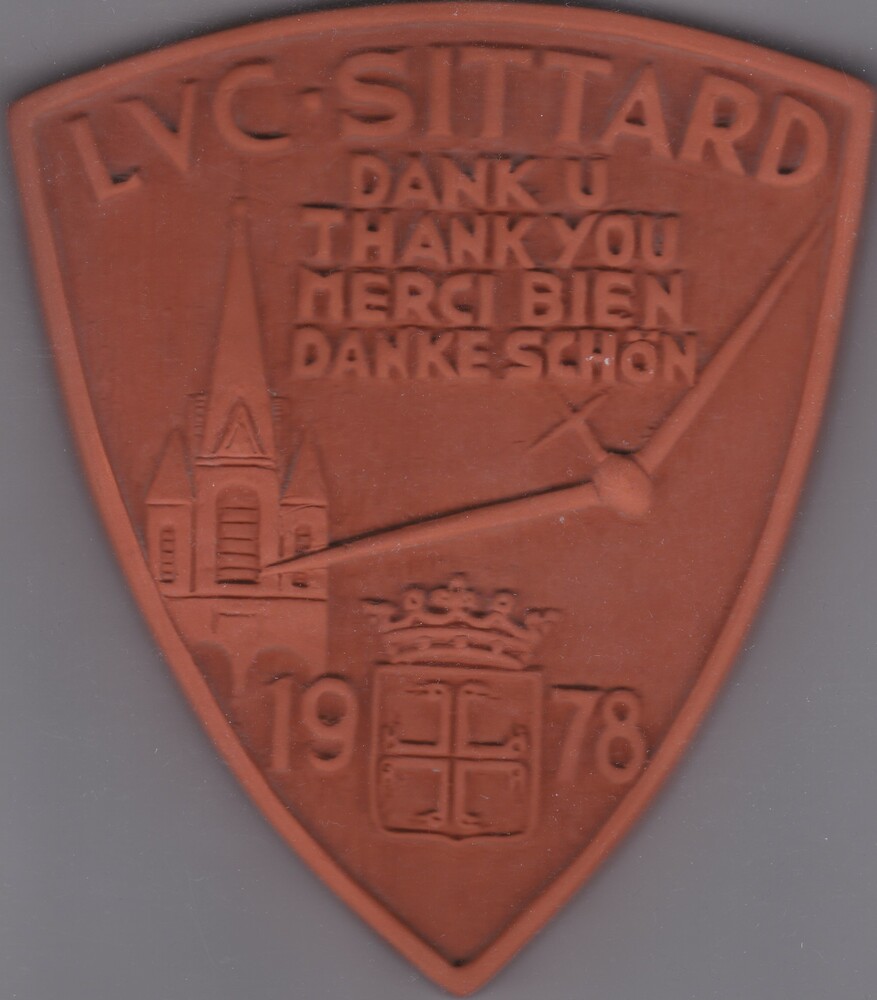 LVC·SITTARD
DANK U
THANK YOU
MERCI BIEN
DANKE SCHÖN
1978